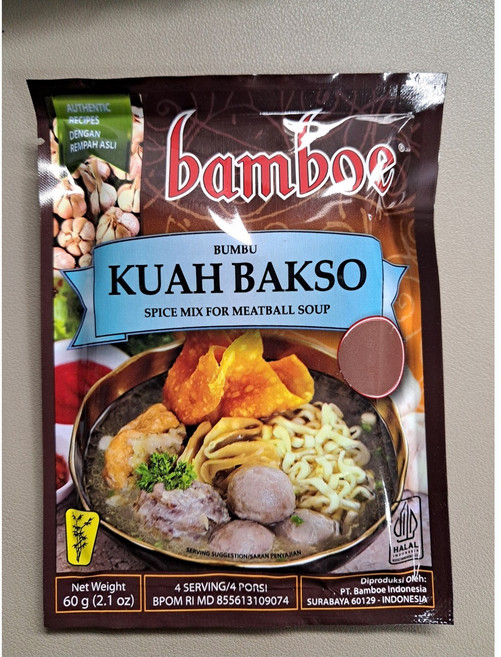 AUTHENTIC
RECIPES
DENGAN
REMPAH ASLI
bamboe®
BUMBU
KUAH BAKSO
SPICE MIX FOR MEATBALL SOUP
SERVING SUGGESTION/SARAN PENYAJIAN
HALAL
INDONESIA
Net Weight
60 g (2.1 oz)
4 SERVING/4 PORSI
BPOM RI MD 855613109074
Diproduksi Oleh:
PT. Bamboe Indonesia
SURABAYA 60129 - INDONESIA